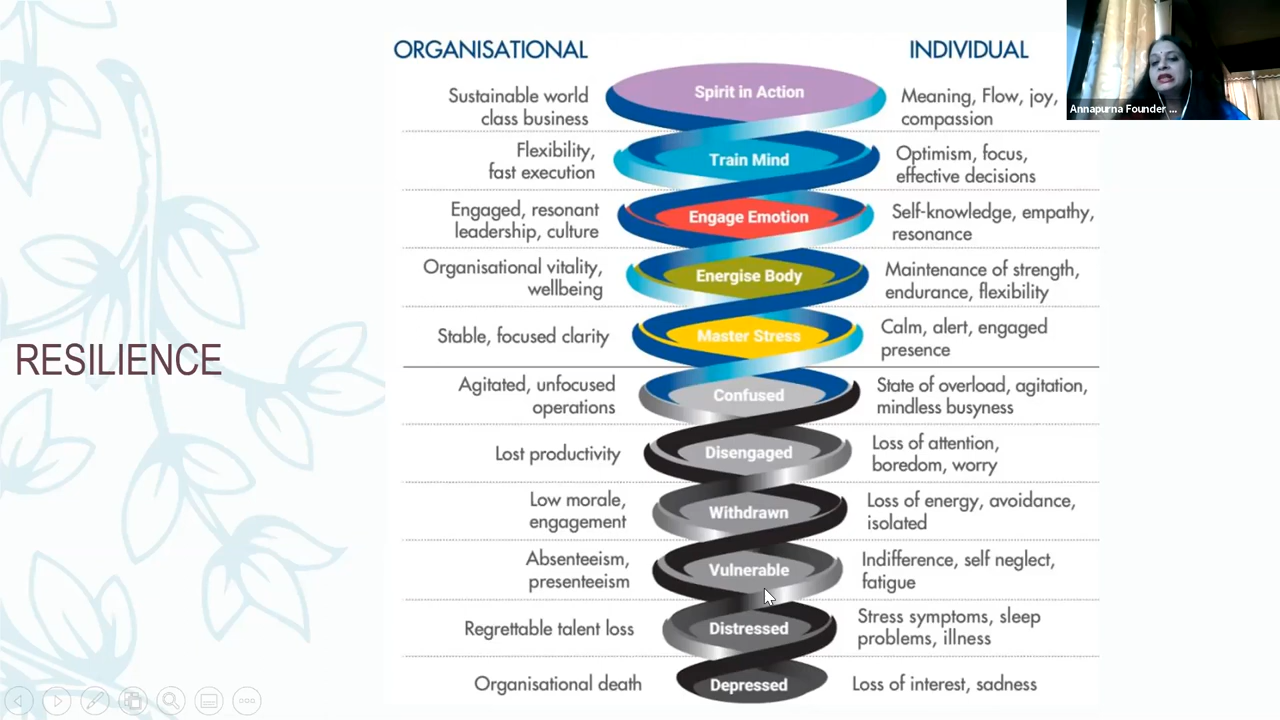 ORGANISATIONAL
INDIVIDUAL
Annapurna Founder ...
RESILIENCE
Sustainable world
class business
Spirit in Action
Meaning, Flow, joy,
compassion
Flexibility,
fast execution
Train Mind
Optimism, focus,
effective decisions
Engaged, resonant
leadership, culture
Engage Emotion
Self-knowledge, empathy,
resonance
Organisational vitality,
wellbeing
Energise Body
Maintenance of strength,
endurance, flexibility
Stable, focused clarity
Master Stress
Calm, alert, engaged
presence
Agitated, unfocused
operations
Confused
State of overload, agitation,
mindless busyness
Lost productivity
Disengaged
Loss of attention,
boredom, worry
Low morale,
engagement
Withdrawn
Loss of energy, avoidance,
isolated
Absenteeism,
presenteeism
Vulnerable
Indifference, self neglect,
fatigue
Regrettable talent loss
Distressed
Stress symptoms, sleep
problems, illness
Organisational death
Depressed
Loss of interest, sadness